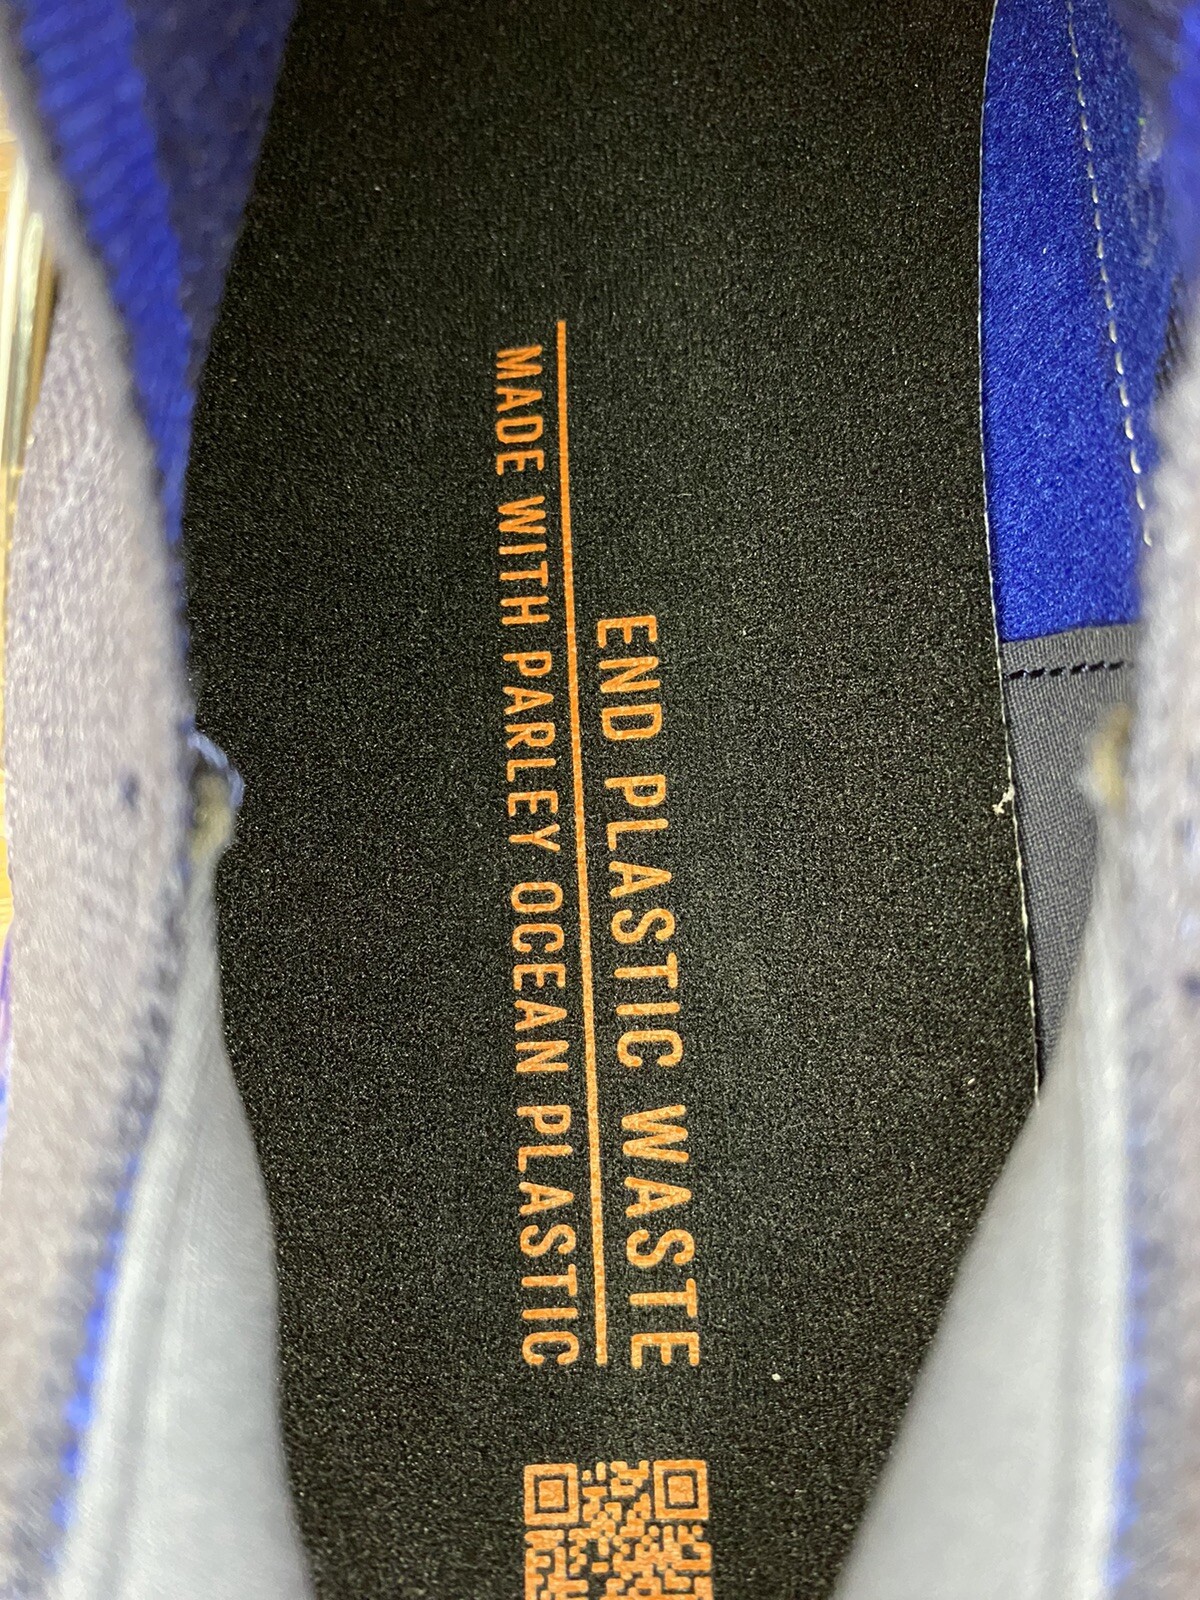 END PLASTIC WASTE
MADE WITH PARLEY OCEAN PLASTIC